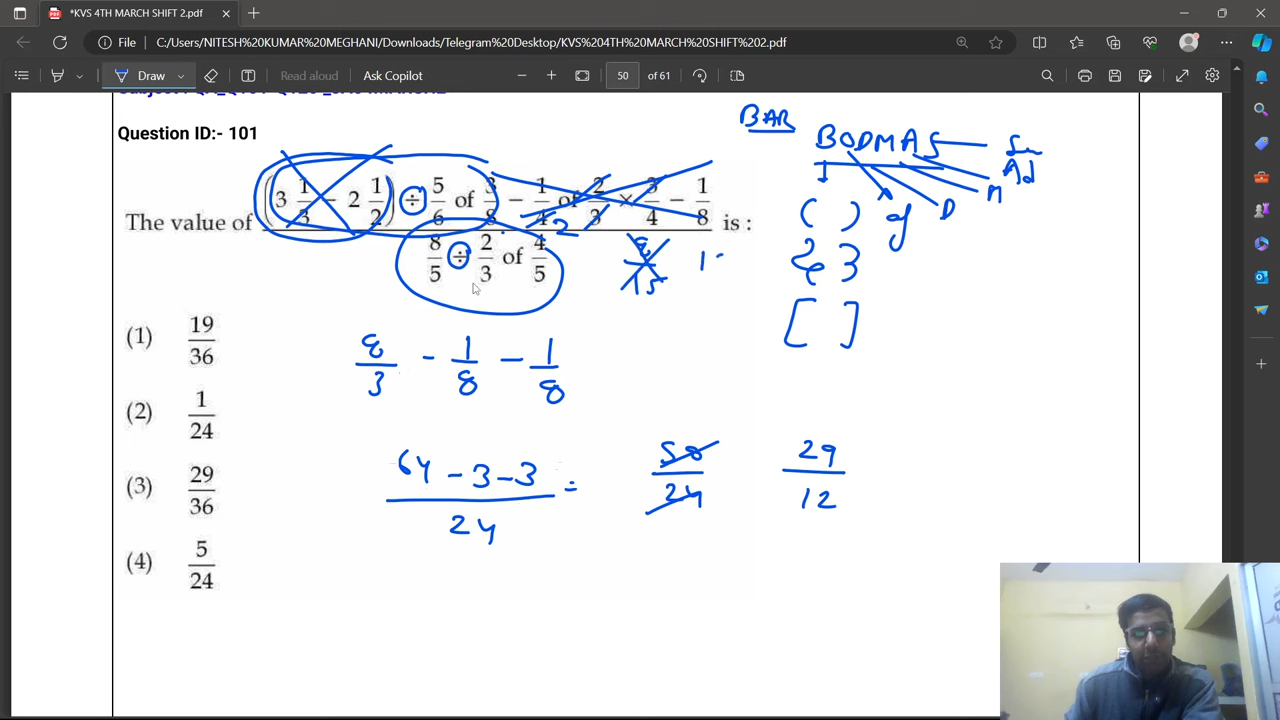 *KVS 4TH MARCH SHIFT 2.pdf
File C:/Users/NITESH%20KUMAR%20MEGHANI/Downloads/Telegram%20Desktop/KVS%204TH%20MARCH%20SHIFT%202.pdf
Draw Read aloud Ask Copilot 50 of 61
Question ID:- 101
BAR
BODMAS
I
Ad
M
D
of
( )
{ }
[ ]
The value of ((3 1/3 − 2 1/2) ÷ 5/6 of 3/8 − 1/4 of 2/3 × 3/4 − 1/8) / (8/5 ÷ 2/3 of 4/5) is :
2
8/15
(1) 19/36
(2) 1/24
(3) 29/36
(4) 5/24
8/3 - 1/8 - 1/8
64 - 3 - 3 / 24 = 58/24 29/12